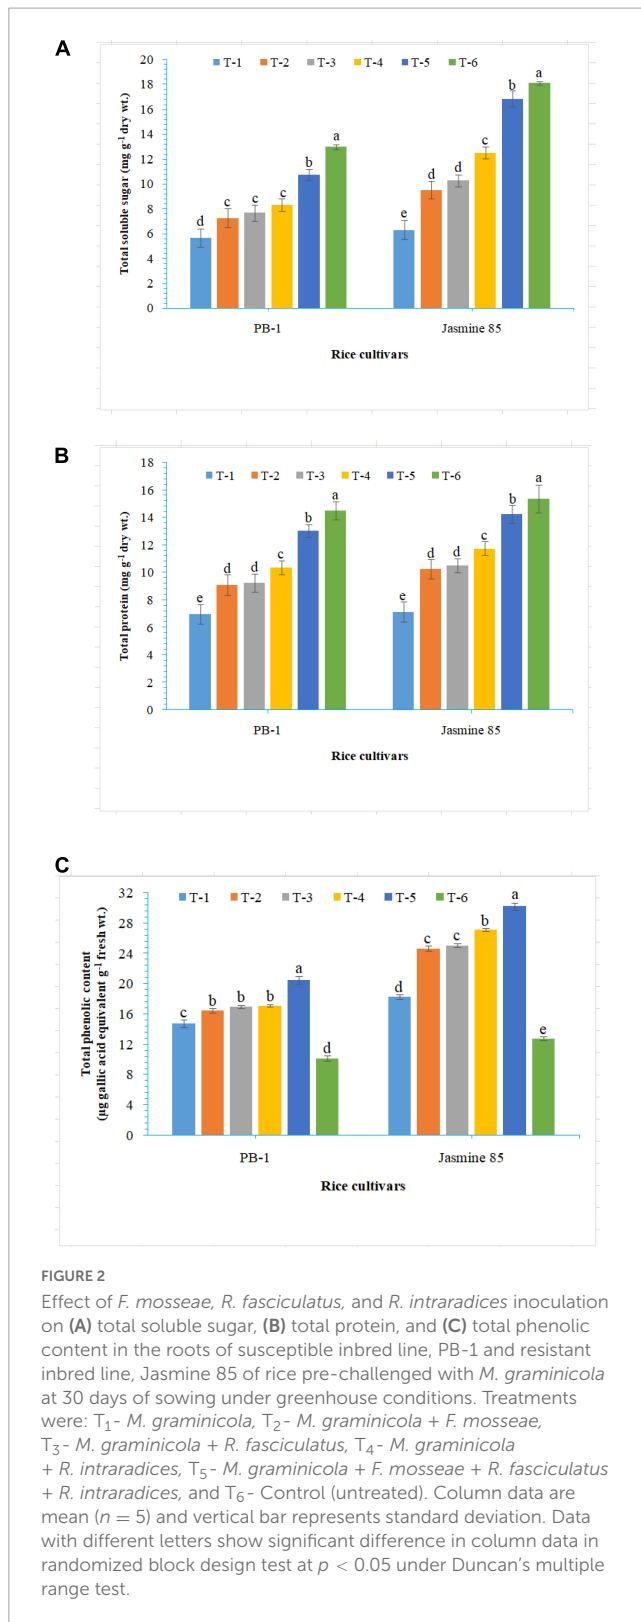 A
T-1 T-2 T-3 T-4 T-5 T-6
Total soluble sugar (mg g⁻¹ dry wt.)
20
18
16
14
12
10
8
6
4
2
0
d c c c b a
e d d c b a
PB-1 Jasmine 85
Rice cultivars
B
T-1 T-2 T-3 T-4 T-5 T-6
Total protein (mg g⁻¹ dry wt.)
18
16
14
12
10
8
6
4
2
0
e d d c b a
e d d c b a
PB-1 Jasmine 85
Rice cultivars
C
T-1 T-2 T-3 T-4 T-5 T-6
Total phenolic content
(µg gallic acid equivalent g⁻¹ fresh wt.)
32
28
24
20
16
12
8
4
0
c b b b a d
d c c b a e
PB-1 Jasmine 85
Rice cultivars
FIGURE 2
Effect of F. mosseae, R. fasciculatus, and R. intraradices inoculation
on (A) total soluble sugar, (B) total protein, and (C) total phenolic
content in the roots of susceptible inbred line, PB-1 and resistant
inbred line, Jasmine 85 of rice pre-challenged with M. graminicola
at 30 days of sowing under greenhouse conditions. Treatments
were: T₁- M. graminicola, T₂- M. graminicola + F. mosseae,
T₃- M. graminicola + R. fasciculatus, T₄- M. graminicola
+ R. intraradices, T₅- M. graminicola + F. mosseae + R. fasciculatus
+ R. intraradices, and T₆- Control (untreated). Column data are
mean (n = 5) and vertical bar represents standard deviation. Data
with different letters show significant difference in column data in
randomized block design test at p < 0.05 under Duncan's multiple
range test.